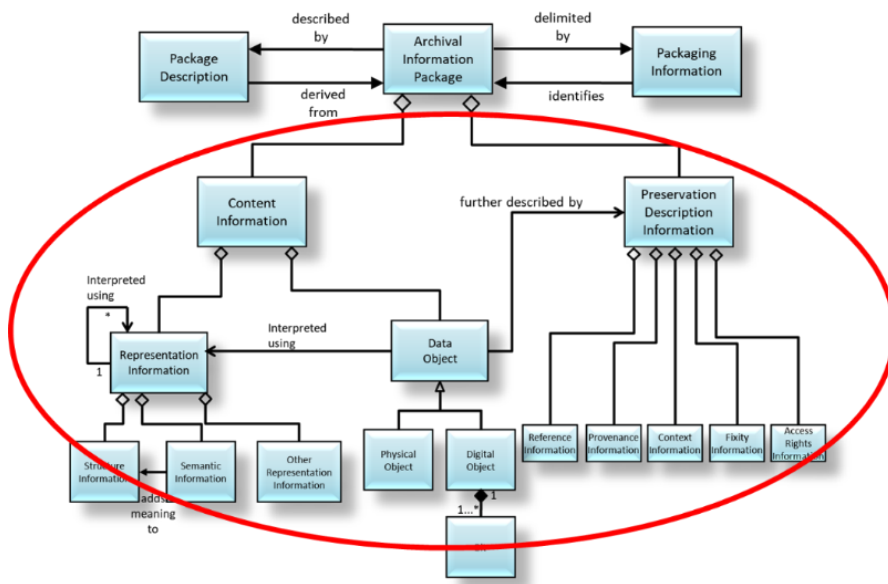 described
by
delimited
by
Package
Description
Archival
Information
Package
Packaging
Information
derived
from
identifies
Content
Information
further described by
Preservation
Description
Information
Interpreted
using
*
1
Representation
Information
Interpreted
using
Data
Object
Structure
Information
Semantic
Information
Other
Representation
Information
Physical
Object
Digital
Object
Reference
Information
Provenance
Information
Context
Information
Fixity
Information
Access
Rights
Information
adds
meaning
to
1
1...*